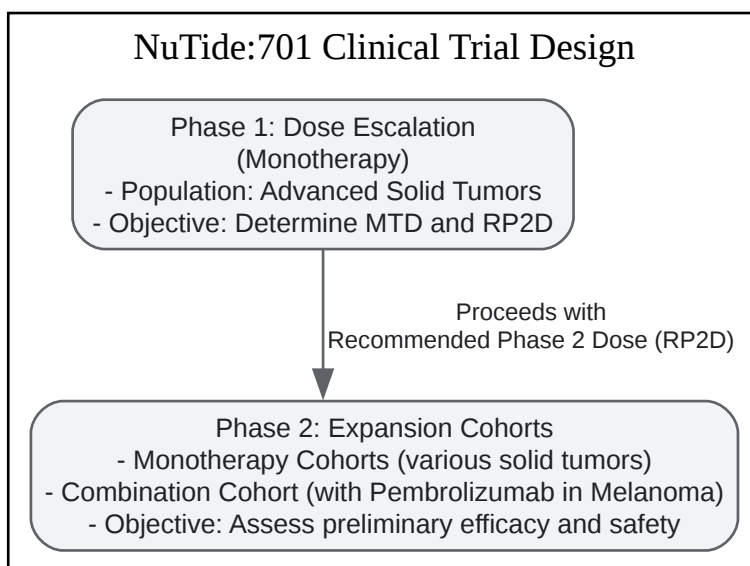 NuTide:701 Clinical Trial Design
Phase 1: Dose Escalation
(Monotherapy)
- Population: Advanced Solid Tumors
- Objective: Determine MTD and RP2D
Proceeds with
Recommended Phase 2 Dose (RP2D)
Phase 2: Expansion Cohorts
- Monotherapy Cohorts (various solid tumors)
- Combination Cohort (with Pembrolizumab in Melanoma)
- Objective: Assess preliminary efficacy and safety